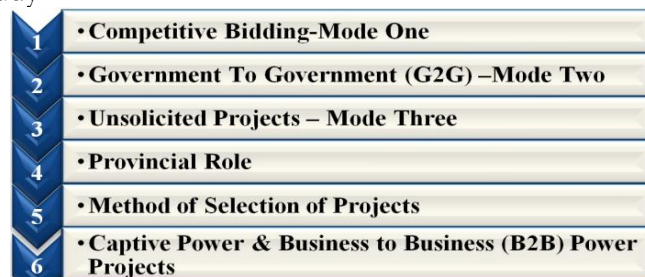 1 •Competitive Bidding-Mode One
2 •Government To Government (G2G) –Mode Two
3 •Unsolicited Projects – Mode Three
4 •Provincial Role
5 •Method of Selection of Projects
6 •Captive Power & Business to Business (B2B) Power
Projects